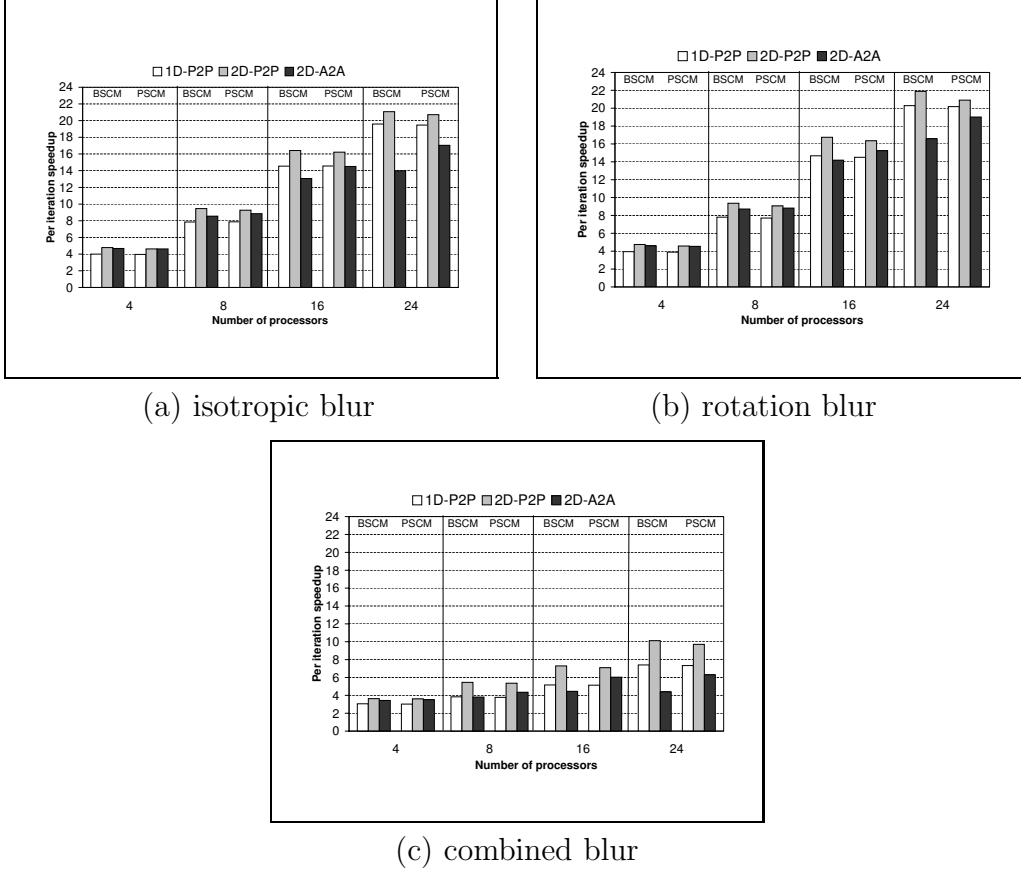 1D-P2P 2D-P2P 2D-A2A
24
22
20
18
16
14
12
10
8
6
4
2
0
Per iteration speedup
BSCM PSCM BSCM PSCM BSCM PSCM BSCM PSCM
4 8 16 24
Number of processors
(a) isotropic blur
1D-P2P 2D-P2P 2D-A2A
24
22
20
18
16
14
12
10
8
6
4
2
0
Per iteration speedup
BSCM PSCM BSCM PSCM BSCM PSCM BSCM PSCM
4 8 16 24
Number of processors
(b) rotation blur
1D-P2P 2D-P2P 2D-A2A
24
22
20
18
16
14
12
10
8
6
4
2
0
Per iteration speedup
BSCM PSCM BSCM PSCM BSCM PSCM BSCM PSCM
4 8 16 24
Number of processors
(c) combined blur